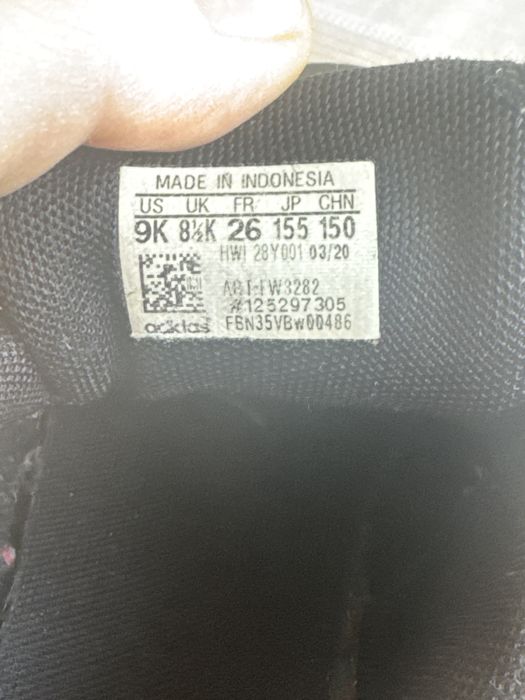 MADE IN INDONESIA
US UK FR JP CHN
9K 8½K 26 155 150
HWI 28Y001 03/20
ART FW3282
#125297305
adidas FBN35VBW00486